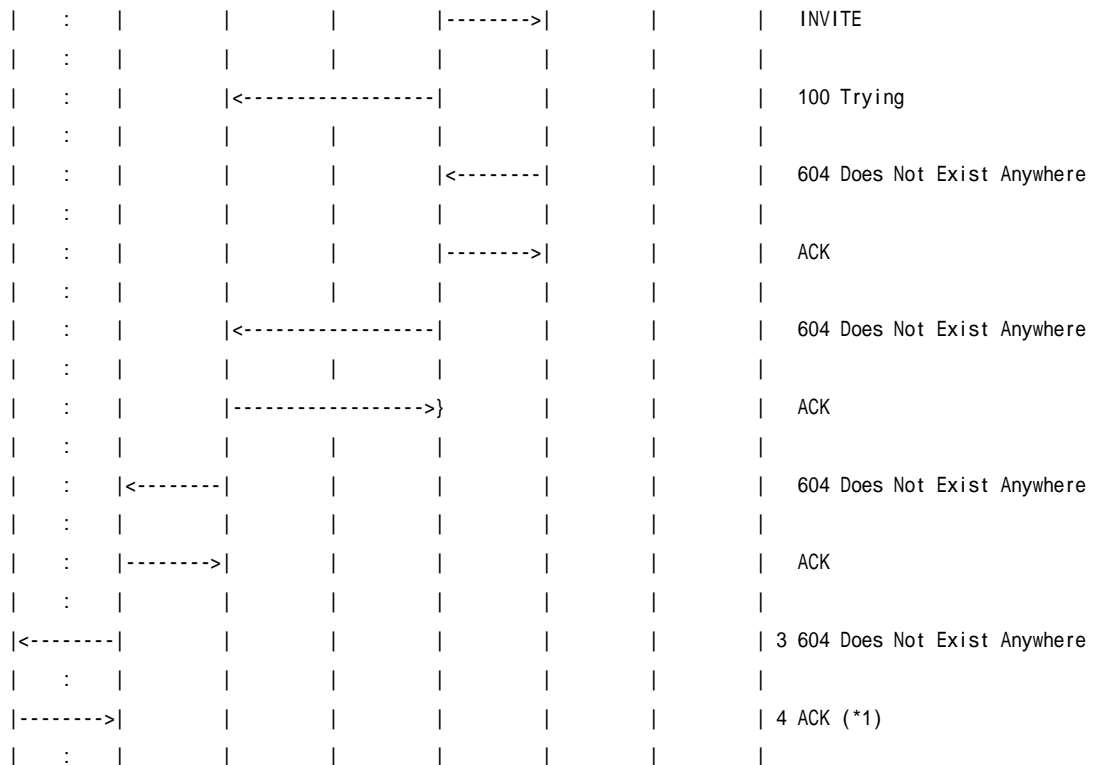 |    :    |         |         |         |-------->|         |         |   INVITE
|    :    |         |         |         |         |         |         |
|    :    |         |<------------------|         |         |         |   100 Trying
|    :    |         |         |         |         |         |         |
|    :    |         |         |         |<--------|         |         |   604 Does Not Exist Anywhere
|    :    |         |         |         |         |         |         |
|    :    |         |         |         |-------->|         |         |   ACK
|    :    |         |         |         |         |         |         |
|    :    |         |<------------------|         |         |         |   604 Does Not Exist Anywhere
|    :    |         |         |         |         |         |         |
|    :    |         |------------------>}         |         |         |   ACK
|    :    |         |         |         |         |         |         |
|    :    |<--------|         |         |         |         |         |   604 Does Not Exist Anywhere
|    :    |         |         |         |         |         |         |
|    :    |-------->|         |         |         |         |         |   ACK
|    :    |         |         |         |         |         |         |
|<--------|         |         |         |         |         |         | 3 604 Does Not Exist Anywhere
|    :    |         |         |         |         |         |         |
|-------->|         |         |         |         |         |         | 4 ACK (*1)
|    :    |         |         |         |         |         |         |